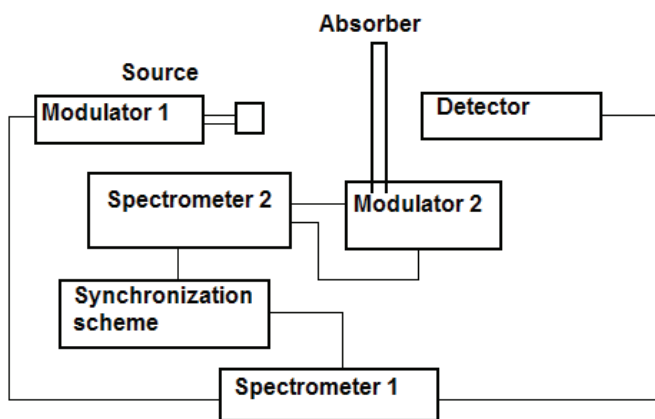 Absorber
Source
Modulator 1
Detector
Spectrometer 2
Modulator 2
Synchronization
scheme
Spectrometer 1